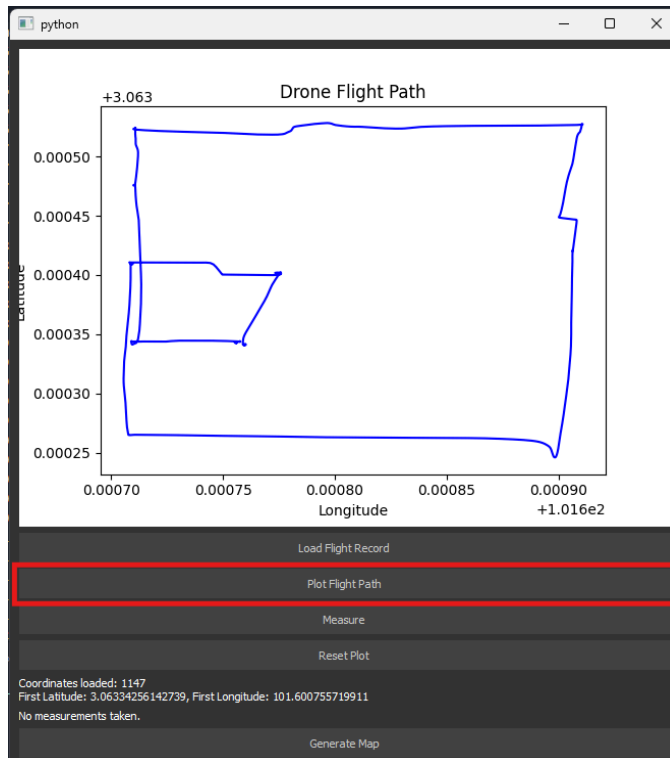 python
+3.063
Drone Flight Path
0.00050
0.00045
0.00040
Latitude
0.00035
0.00030
0.00025
0.00070 0.00075 0.00080 0.00085 0.00090
Longitude
+1.016e2
Load Flight Record
Plot Flight Path
Measure
Reset Plot
Coordinates loaded: 1147
First Latitude: 3.06334256142739, First Longitude: 101.600755719911
No measurements taken.
Generate Map